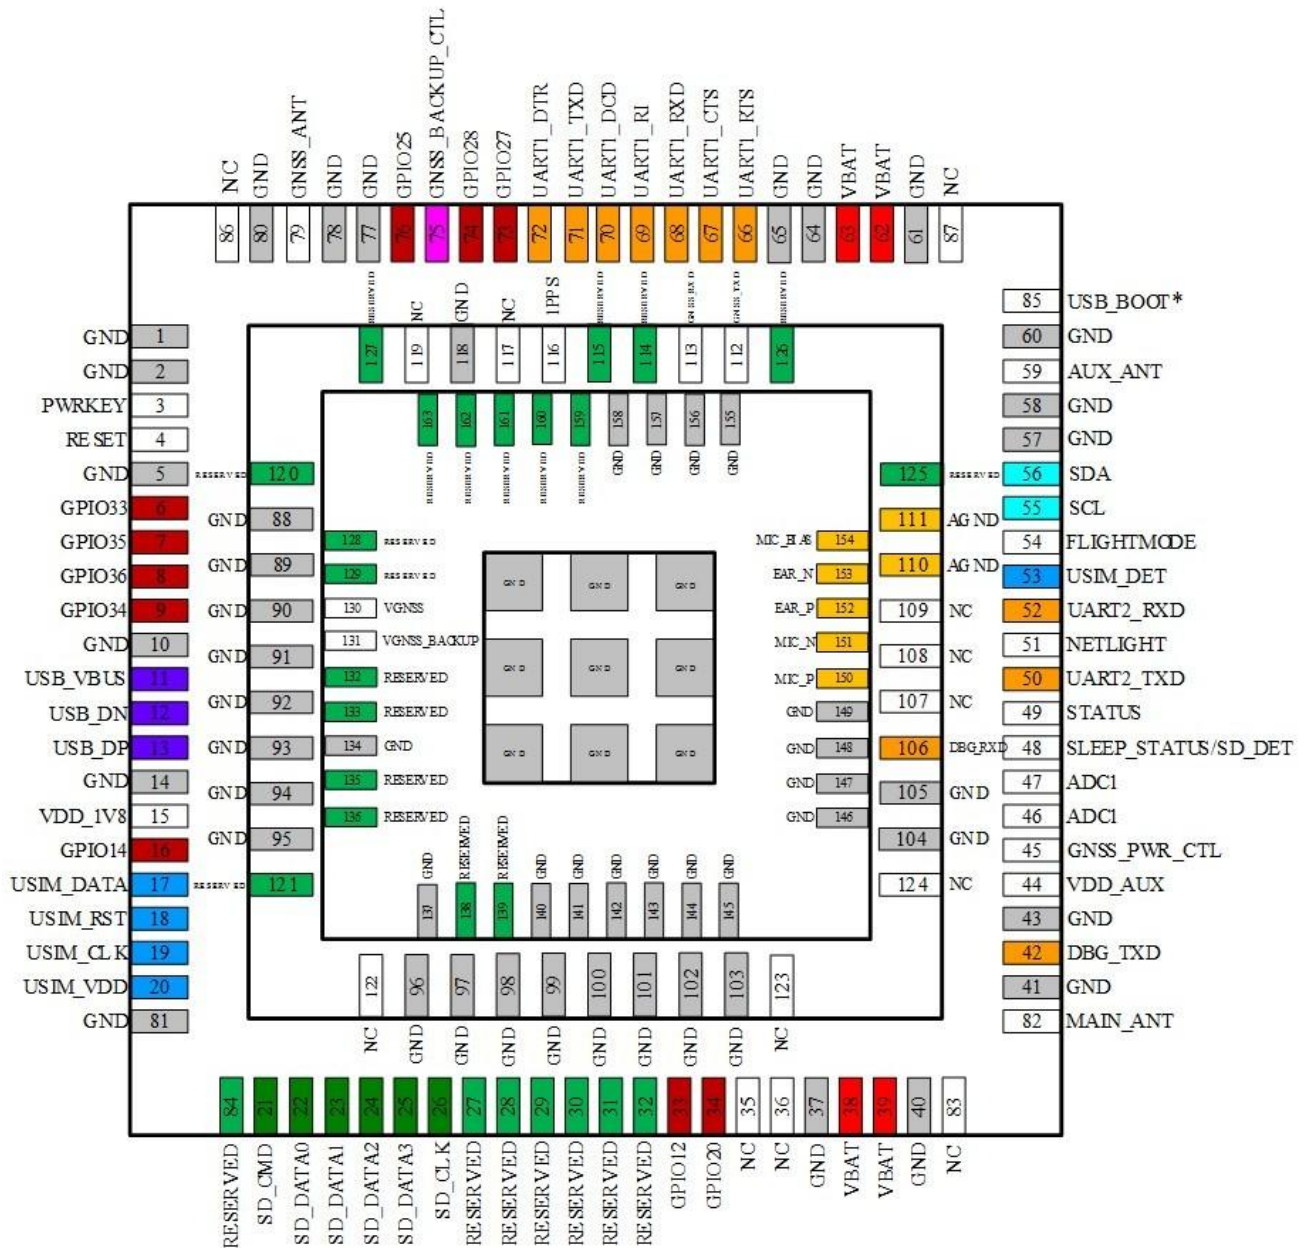 NC GND GNSS_ANT GND GND GPIO25 GNSS_BACKUP_CTL GPIO28 GPIO27 UART1_DTR UART1_TXD UART1_DCD UART1_RI UART1_RXD UART1_CTS UART1_RTS GND GND VBAT VBAT GND NC
86 80 79 78 77 76 75 74 73 72 71 70 69 68 67 66 65 64 63 62 61 87
RESERVED NC GND NC 1PPS RESERVED RESERVED GNSS_RXD GNSS_TXD RESERVED
127 119 118 117 116 115 114 113 112 126
163 162 161 160 159 158 157 156 155
RESERVED RESERVED RESERVED RESERVED RESERVED GND GND GND GND
GND 1
GND 2
PWRKEY 3
RESET 4
GND 5
GPIO33 6
GPIO35 7
GPIO36 8
GPIO34 9
GND 10
USB_VBUS 11
USB_DN 12
USB_DP 13
GND 14
VDD_1V8 15
GPIO14 16
USIM_DATA 17
USIM_RST 18
USIM_CLK 19
USIM_VDD 20
GND 81
RESERVED 120
GND 88
GND 89
GND 90
GND 91
GND 92
GND 93
GND 94
GND 95
RESERVED 121
128 RESERVED
129 RESERVED
130 VGNSS
131 VGNSS_BACKUP
132 RESERVED
133 RESERVED
134 GND
135 RESERVED
136 RESERVED
GND GND GND
GND GND GND
GND GND GND
MIC_BIAS 154
EAR_N 153
EAR_P 152
MIC_N 151
MIC_P 150
GND 149
GND 148
GND 147
GND 146
125 RESERVED
111 AGND
110 AGND
109 NC
108 NC
107 NC
106 DBG_RXD
105 GND
104 GND
124 NC
85 USB_BOOT*
60 GND
59 AUX_ANT
58 GND
57 GND
56 SDA
55 SCL
54 FLIGHTMODE
53 USIM_DET
52 UART2_RXD
51 NETLIGHT
50 UART2_TXD
49 STATUS
48 SLEEP_STATUS/SD_DET
47 ADC1
46 ADC1
45 GNSS_PWR_CTL
44 VDD_AUX
43 GND
42 DBG_TXD
41 GND
82 MAIN_ANT
GND RESERVED RESERVED GND GND GND GND GND GND
137 138 139 140 141 142 143 144 145
122 96 97 98 99 100 101 102 103 123
NC GND GND GND GND GND GND GND GND NC
84 21 22 23 24 25 26 27 28 29 30 31 32 33 34 35 36 37 38 39 40 83
RESERVED SD_CMD SD_DATA0 SD_DATA1 SD_DATA2 SD_DATA3 SD_CLK RESERVED RESERVED RESERVED RESERVED RESERVED RESERVED GPIO12 GPIO20 NC NC GND VBAT VBAT GND NC